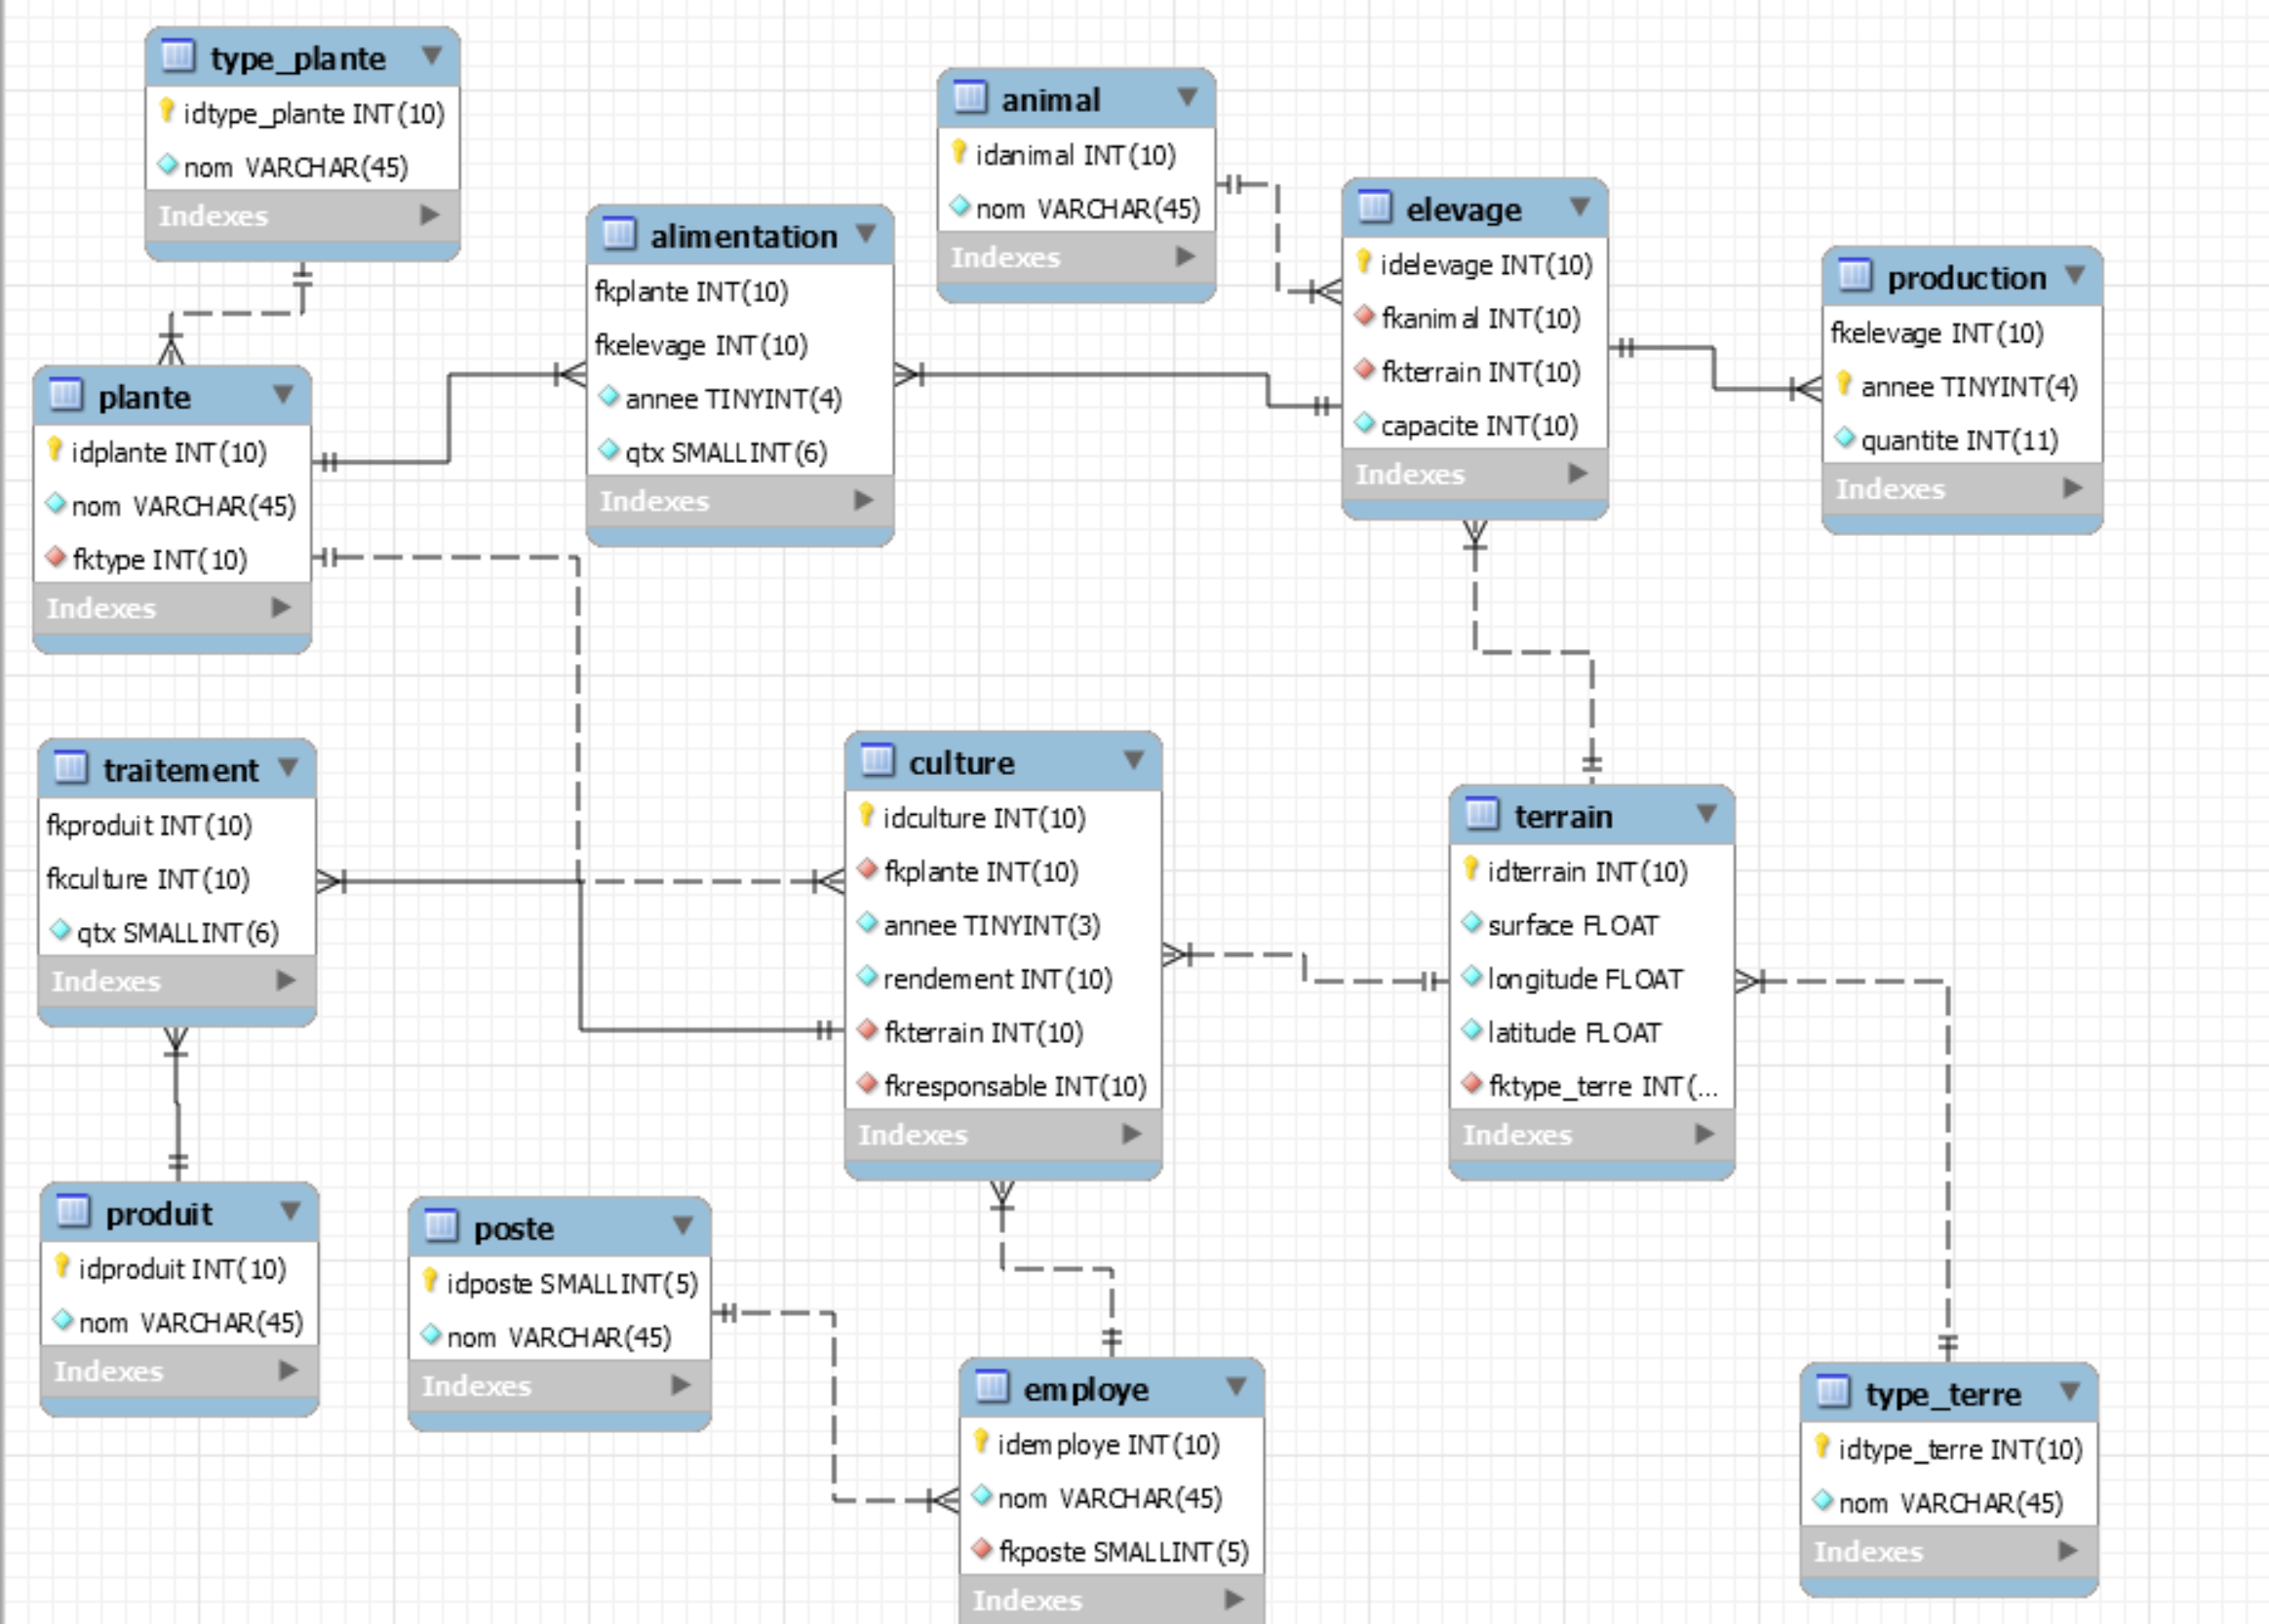 type_plante
idtype_plante INT(10)
nom VARCHAR(45)
Indexes
animal
idanimal INT(10)
nom VARCHAR(45)
Indexes
elevage
idelevage INT(10)
fkanimal INT(10)
fkterrain INT(10)
capacite INT(10)
Indexes
alimentation
fkplante INT(10)
fkelevage INT(10)
annee TINYINT(4)
qtx SMALLINT(6)
Indexes
production
fkelevage INT(10)
annee TINYINT(4)
quantite INT(11)
Indexes
plante
idplante INT(10)
nom VARCHAR(45)
fktype INT(10)
Indexes
traitement
fkproduit INT(10)
fkculture INT(10)
qtx SMALLINT(6)
Indexes
culture
idculture INT(10)
fkplante INT(10)
annee TINYINT(3)
rendement INT(10)
fkterrain INT(10)
fkresponsable INT(10)
Indexes
terrain
idterrain INT(10)
surface FLOAT
longitude FLOAT
latitude FLOAT
fktype_terre INT(...
Indexes
produit
idproduit INT(10)
nom VARCHAR(45)
Indexes
poste
idposte SMALLINT(5)
nom VARCHAR(45)
Indexes
employe
idemploye INT(10)
nom VARCHAR(45)
fkposte SMALLINT(5)
Indexes
type_terre
idtype_terre INT(10)
nom VARCHAR(45)
Indexes